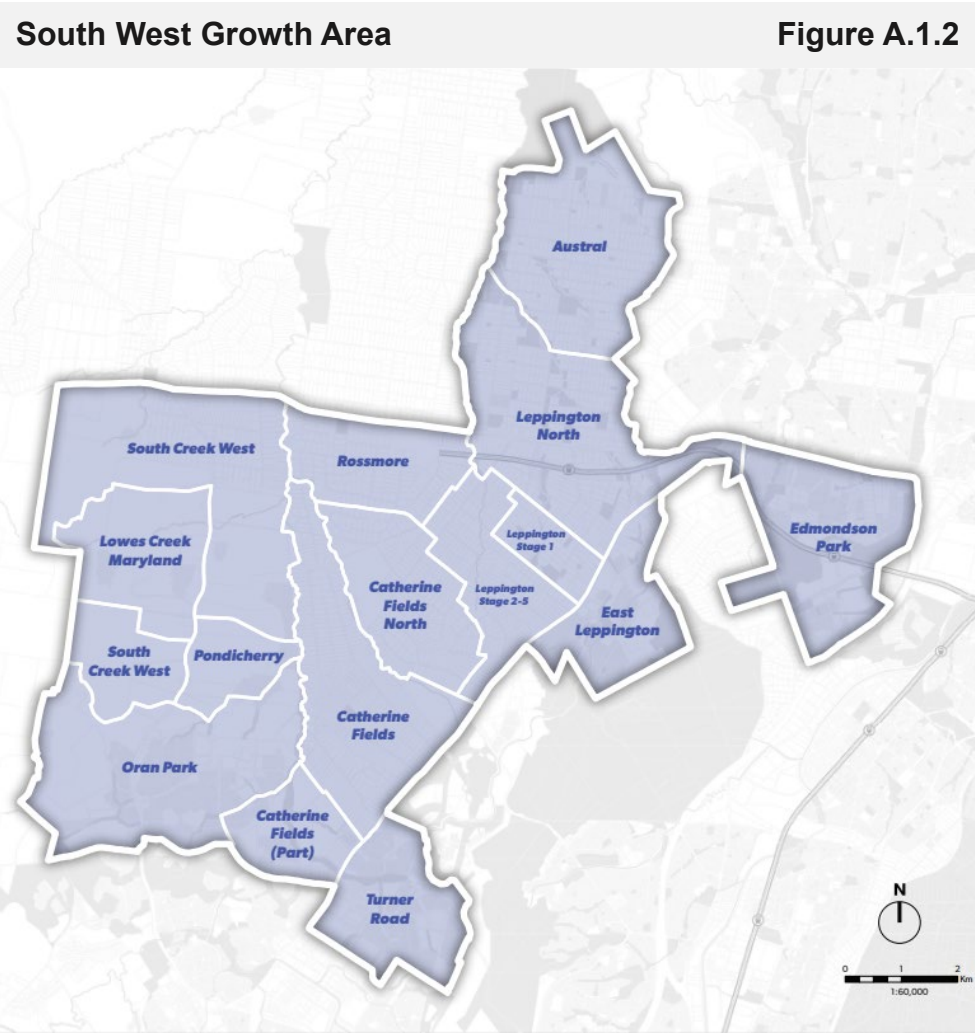 South West Growth Area
Figure A.1.2
Austral
Leppington
North
South Creek West
Rossmore
Lowes Creek
Maryland
Leppington
Stage 1
Edmondson
Park
Catherine
Fields
North
Leppington
Stage 2-5
East
Leppington
South
Creek West
Pondicherry
Catherine
Fields
Oran Park
Catherine
Fields
(Part)
Turner
Road
N
0 1 2
Km
1:60,000